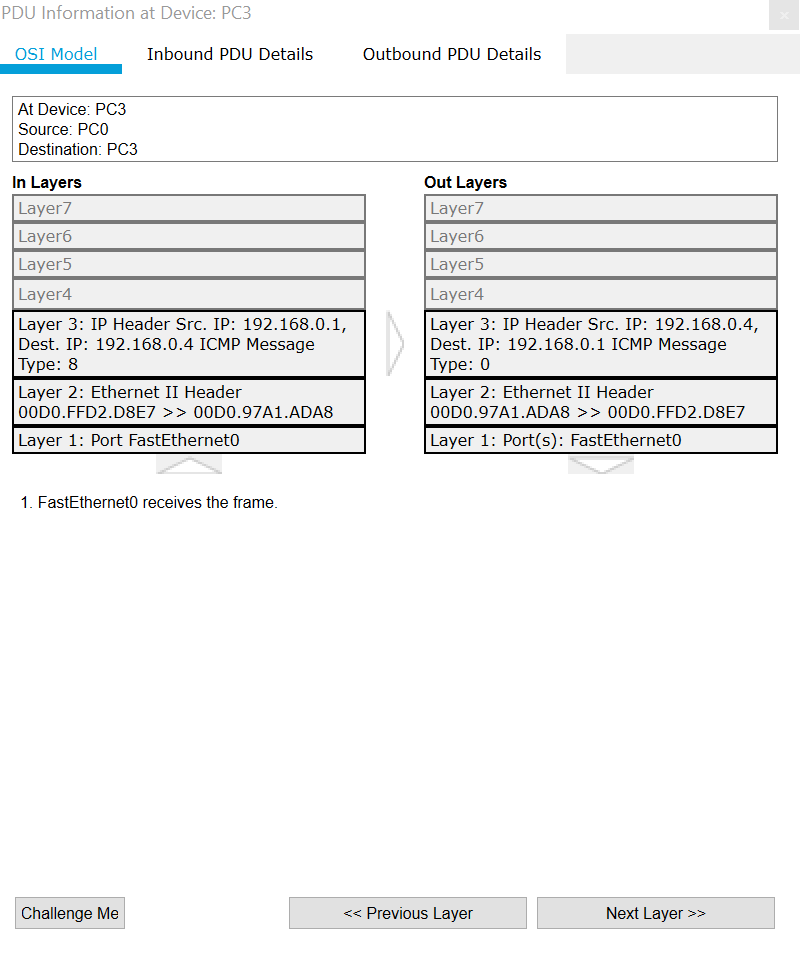 PDU Information at Device: PC3
OSI Model
Inbound PDU Details
Outbound PDU Details
At Device: PC3
Source: PC0
Destination: PC3
In Layers
Layer7
Layer6
Layer5
Layer4
Layer 3: IP Header Src. IP: 192.168.0.1,
Dest. IP: 192.168.0.4 ICMP Message
Type: 8
Layer 2: Ethernet II Header
00D0.FFD2.D8E7 >> 00D0.97A1.ADA8
Layer 1: Port FastEthernet0
Out Layers
Layer7
Layer6
Layer5
Layer4
Layer 3: IP Header Src. IP: 192.168.0.4,
Dest. IP: 192.168.0.1 ICMP Message
Type: 0
Layer 2: Ethernet II Header
00D0.97A1.ADA8 >> 00D0.FFD2.D8E7
Layer 1: Port(s): FastEthernet0
1. FastEthernet0 receives the frame.
Challenge Me
<< Previous Layer
Next Layer >>